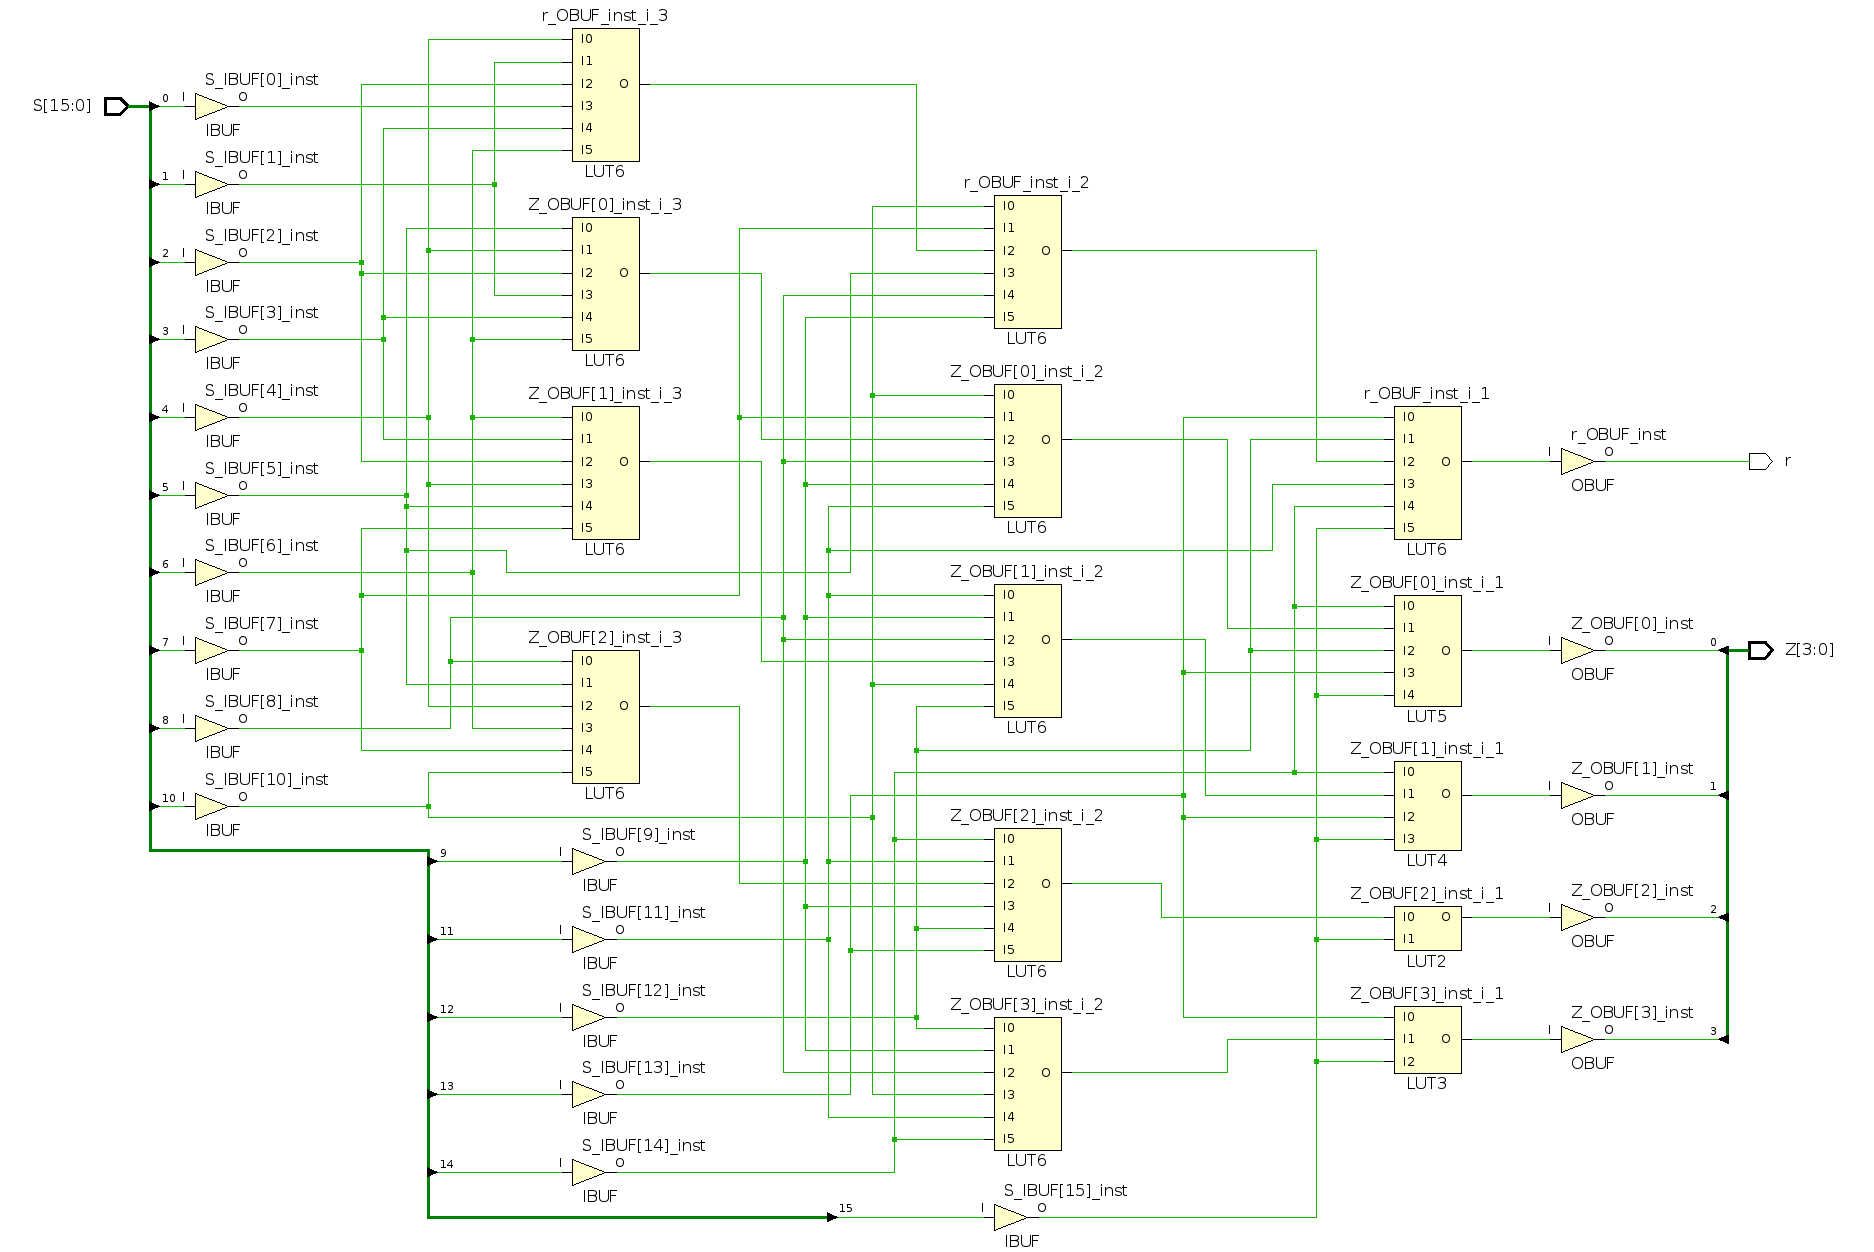 S[15:0]
S_IBUF[0]_inst
0
I
O
IBUF
S_IBUF[1]_inst
1
I
O
IBUF
S_IBUF[2]_inst
2
I
O
IBUF
S_IBUF[3]_inst
3
I
O
IBUF
S_IBUF[4]_inst
4
I
O
IBUF
S_IBUF[5]_inst
5
I
O
IBUF
S_IBUF[6]_inst
6
I
O
IBUF
S_IBUF[7]_inst
7
I
O
IBUF
S_IBUF[8]_inst
8
I
O
IBUF
S_IBUF[10]_inst
10
I
O
IBUF
r_OBUF_inst_i_3
I0
I1
I2
O
I3
I4
I5
LUT6
Z_OBUF[0]_inst_i_3
I0
I1
I2
O
I3
I4
I5
LUT6
Z_OBUF[1]_inst_i_3
I0
I1
I2
O
I3
I4
I5
LUT6
Z_OBUF[2]_inst_i_3
I0
I1
I2
O
I3
I4
I5
LUT6
S_IBUF[9]_inst
9
I
O
IBUF
S_IBUF[11]_inst
11
I
O
IBUF
S_IBUF[12]_inst
12
I
O
IBUF
S_IBUF[13]_inst
13
I
O
IBUF
S_IBUF[14]_inst
14
I
O
IBUF
r_OBUF_inst_i_2
I0
I1
I2
O
I3
I4
I5
LUT6
Z_OBUF[0]_inst_i_2
I0
I1
I2
O
I3
I4
I5
LUT6
Z_OBUF[1]_inst_i_2
I0
I1
I2
O
I3
I4
I5
LUT6
Z_OBUF[2]_inst_i_2
I0
I1
I2
O
I3
I4
I5
LUT6
Z_OBUF[3]_inst_i_2
I0
I1
I2
O
I3
I4
I5
LUT6
S_IBUF[15]_inst
15
I
O
IBUF
r_OBUF_inst_i_1
I0
I1
I2
O
I3
I4
I5
LUT6
Z_OBUF[0]_inst_i_1
I0
I1
I2
O
I3
I4
LUT5
Z_OBUF[1]_inst_i_1
I0
I1
O
I2
I3
LUT4
Z_OBUF[2]_inst_i_1
I0
O
I1
LUT2
Z_OBUF[3]_inst_i_1
I0
I1
O
I2
LUT3
r_OBUF_inst
I
O
OBUF
r
Z_OBUF[0]_inst
I
O
0
OBUF
Z[3:0]
Z_OBUF[1]_inst
I
O
1
OBUF
Z_OBUF[2]_inst
I
O
2
OBUF
Z_OBUF[3]_inst
I
O
3
OBUF